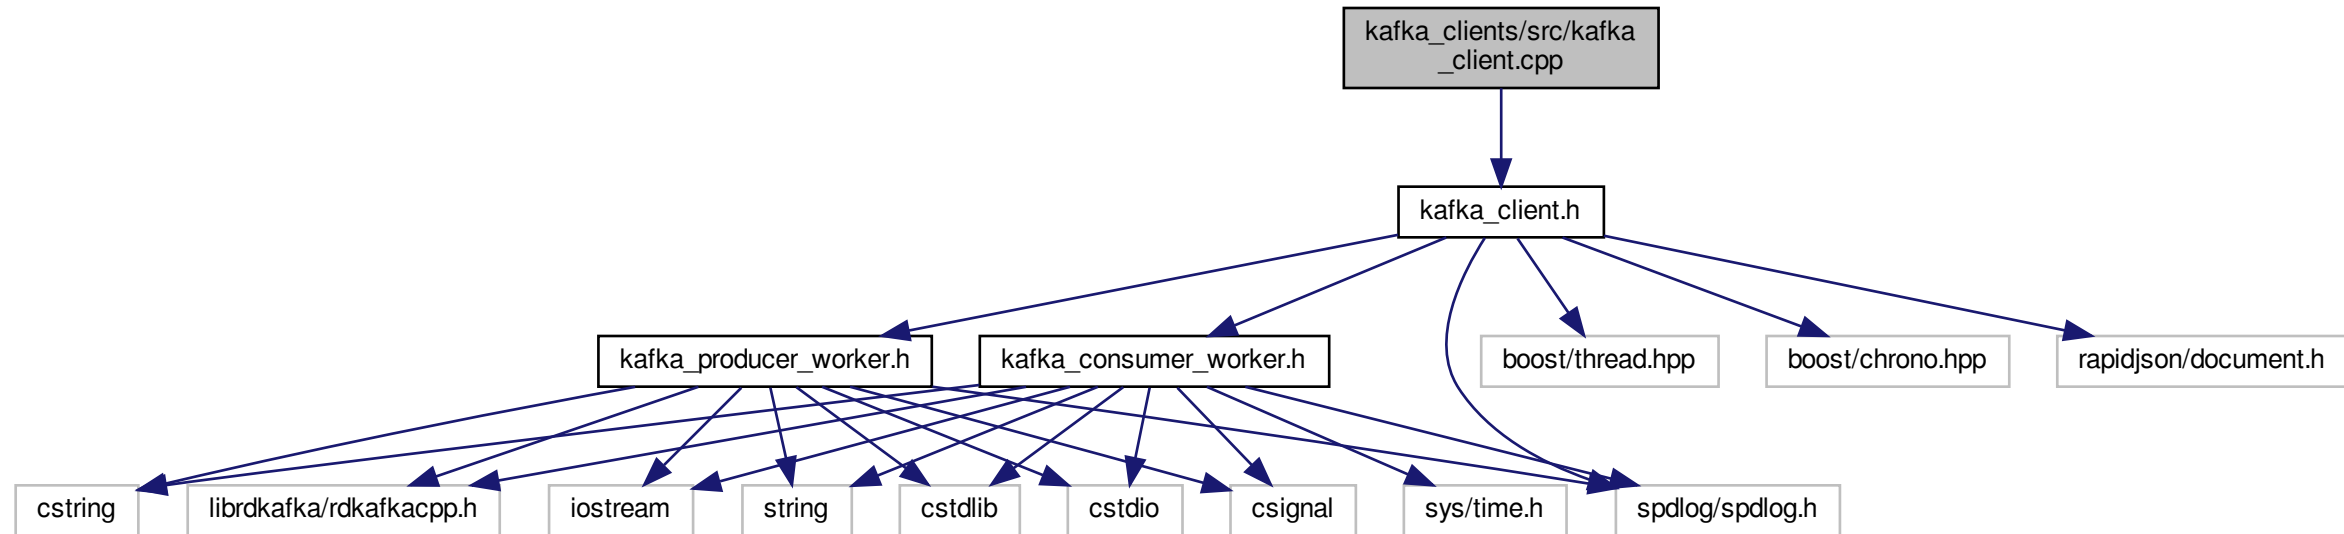 kafka_clients/src/kafka
_client.cpp
kafka_client.h
kafka_producer_worker.h
kafka_consumer_worker.h
boost/thread.hpp
boost/chrono.hpp
rapidjson/document.h
cstring
librdkafka/rdkafkacpp.h
iostream
string
cstdlib
cstdio
csignal
sys/time.h
spdlog/spdlog.h